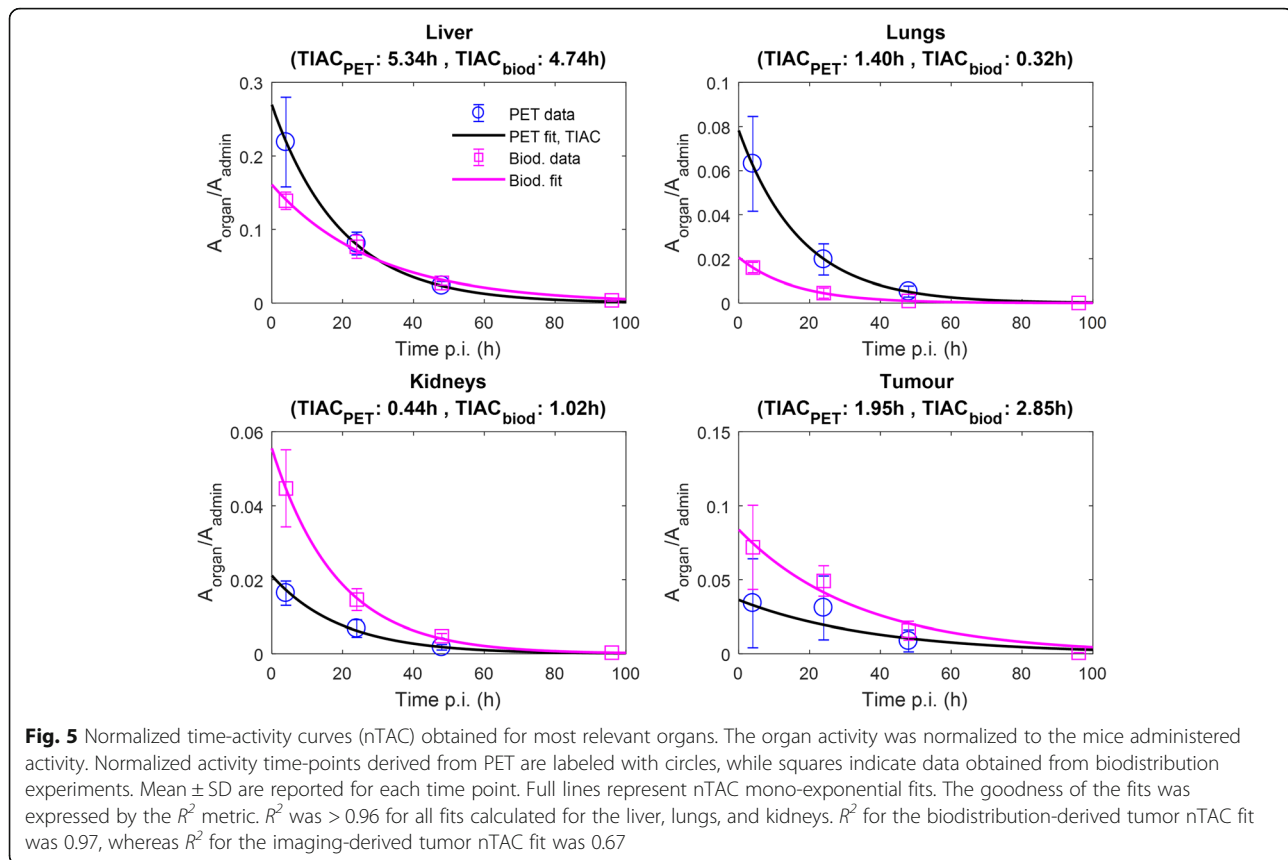 Liver
(TIAC_PET: 5.34h , TIAC_biod: 4.74h)
0.3
0.2
0.1
0
A_organ/A_admin
PET data
PET fit, TIAC
Biod. data
Biod. fit
0 20 40 60 80 100
Time p.i. (h)
Lungs
(TIAC_PET: 1.40h , TIAC_biod: 0.32h)
0.1
0.08
0.06
0.04
0.02
0
A_organ/A_admin
0 20 40 60 80 100
Time p.i. (h)
Kidneys
(TIAC_PET: 0.44h , TIAC_biod: 1.02h)
0.06
0.04
0.02
0
A_organ/A_admin
0 20 40 60 80 100
Time p.i. (h)
Tumour
(TIAC_PET: 1.95h , TIAC_biod: 2.85h)
0.15
0.1
0.05
0
A_organ/A_admin
0 20 40 60 80 100
Time p.i. (h)
Fig. 5 Normalized time-activity curves (nTAC) obtained for most relevant organs. The organ activity was normalized to the mice administered
activity. Normalized activity time-points derived from PET are labeled with circles, while squares indicate data obtained from biodistribution
experiments. Mean ± SD are reported for each time point. Full lines represent nTAC mono-exponential fits. The goodness of the fits was
expressed by the R² metric. R² was > 0.96 for all fits calculated for the liver, lungs, and kidneys. R² for the biodistribution-derived tumor nTAC fit
was 0.97, whereas R² for the imaging-derived tumor nTAC fit was 0.67